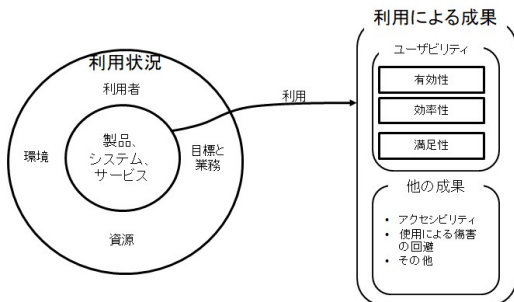 利用状況
利用者
環境
製品、
システム、
サービス
目標と
業務
資源
利用
利用による成果
ユーザビリティ
有効性
効率性
満足性
他の成果
• アクセシビリティ
• 使用による傷害
の回避
• その他